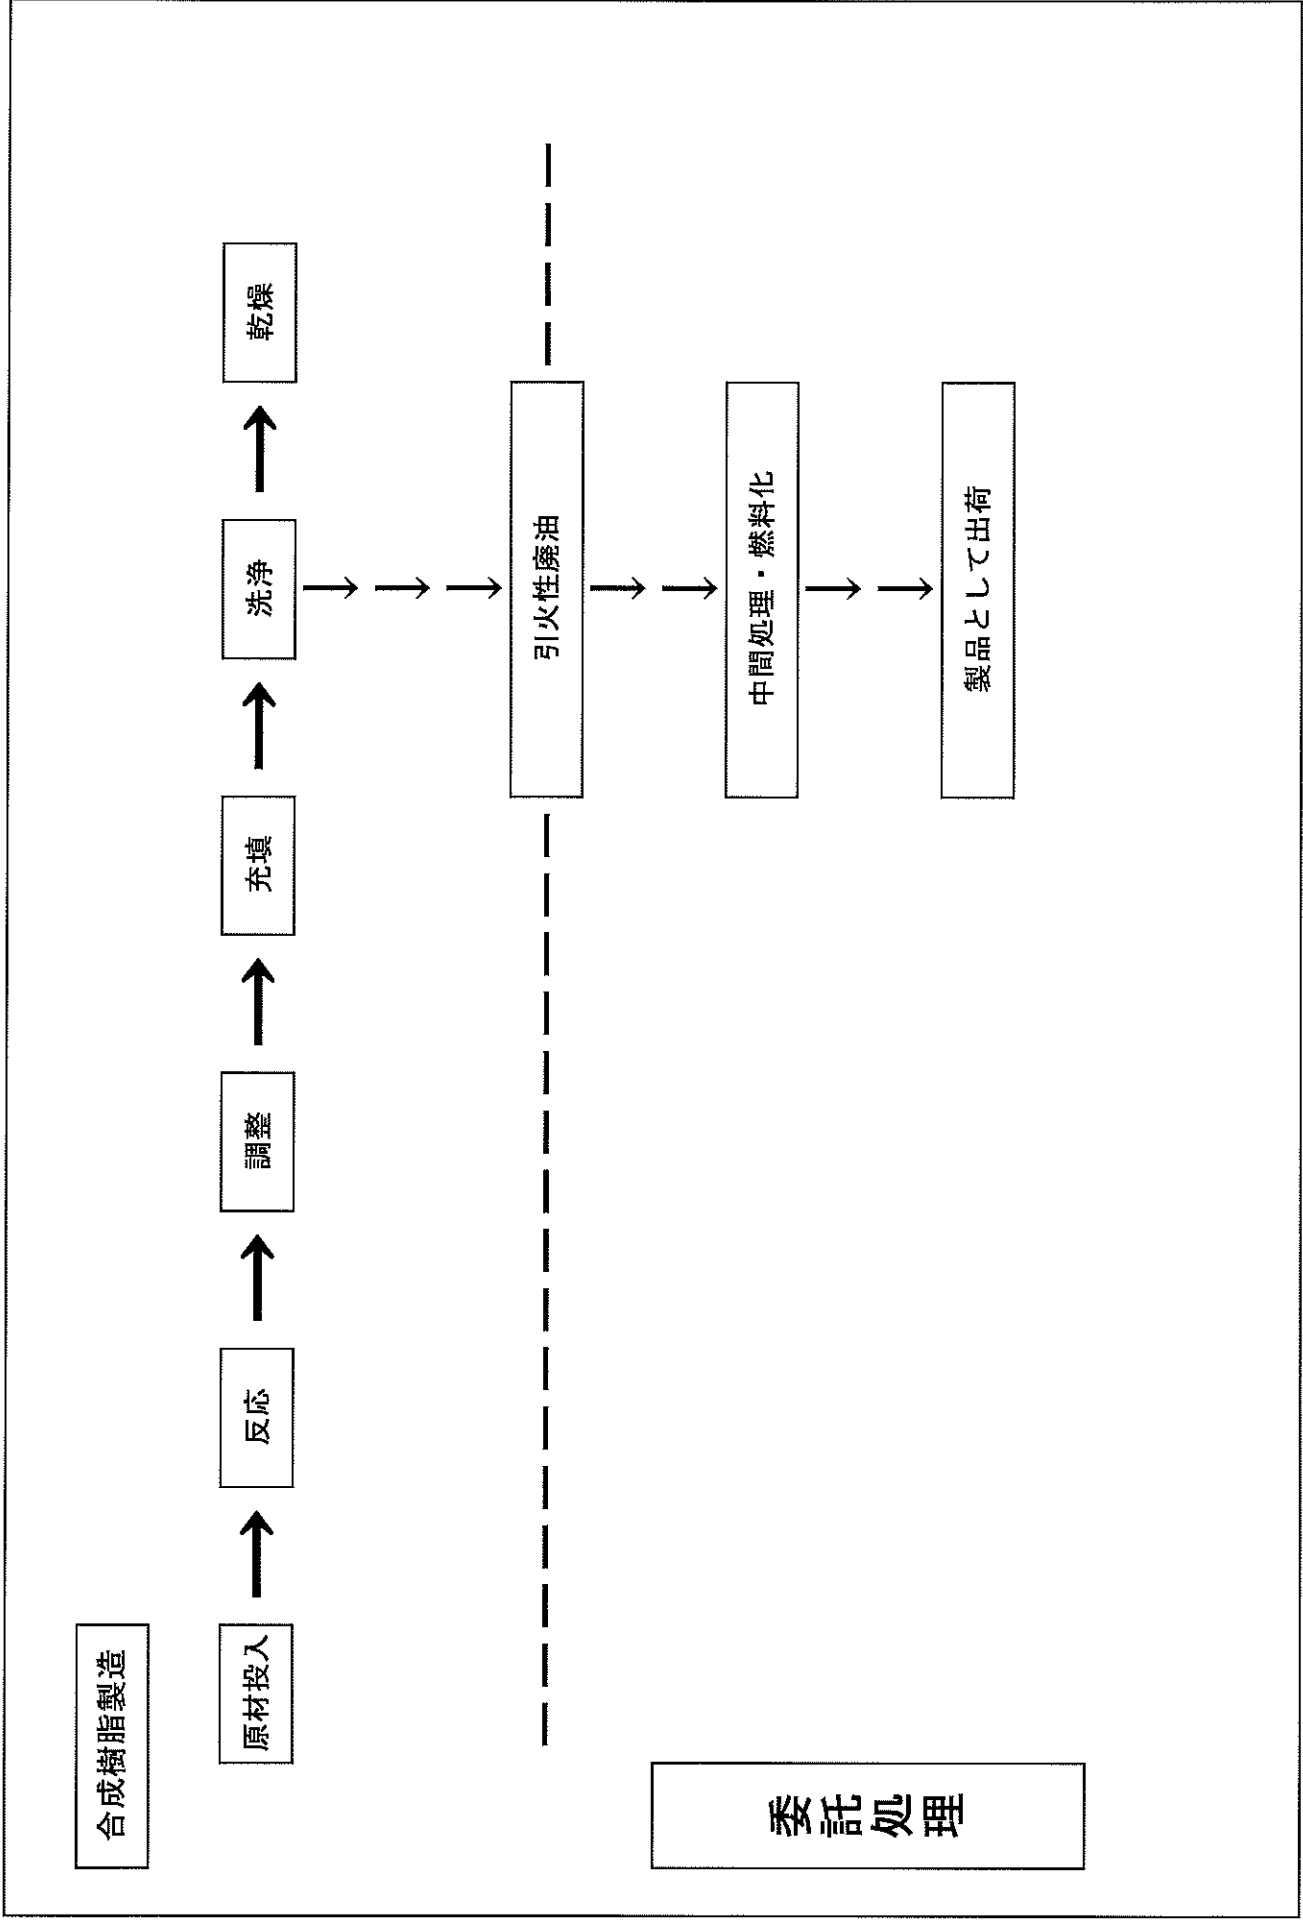 合成樹脂製造
原材投入
反応
調整
充填
洗浄
乾燥
引火性廃油
中間処理・燃料化
製品として出荷
委託処理